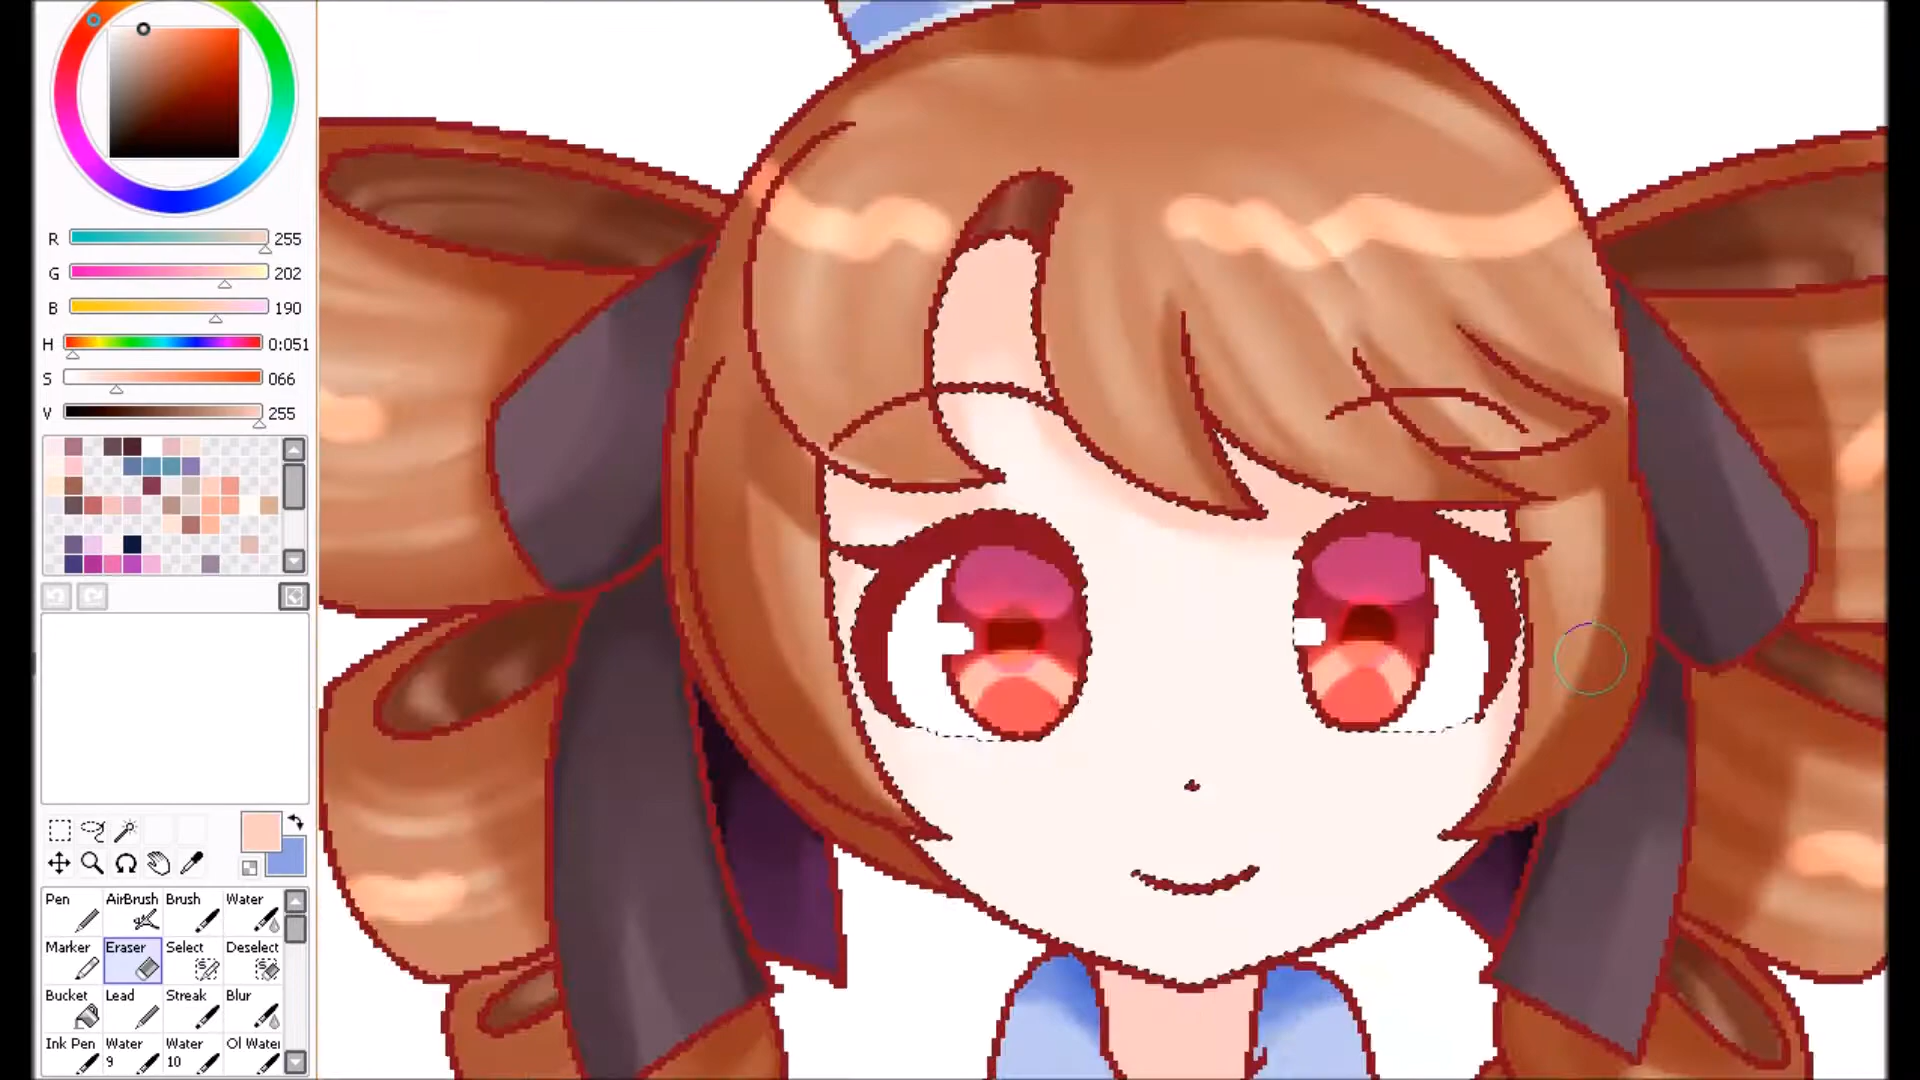 R 255
G 202
B 190
H 0:051
S 066
V 255
Pen AirBrush Brush Water
Marker Eraser Select Deselect
Bucket Lead Streak Blur
Ink Pen Water 9 Water 10 Ol Water